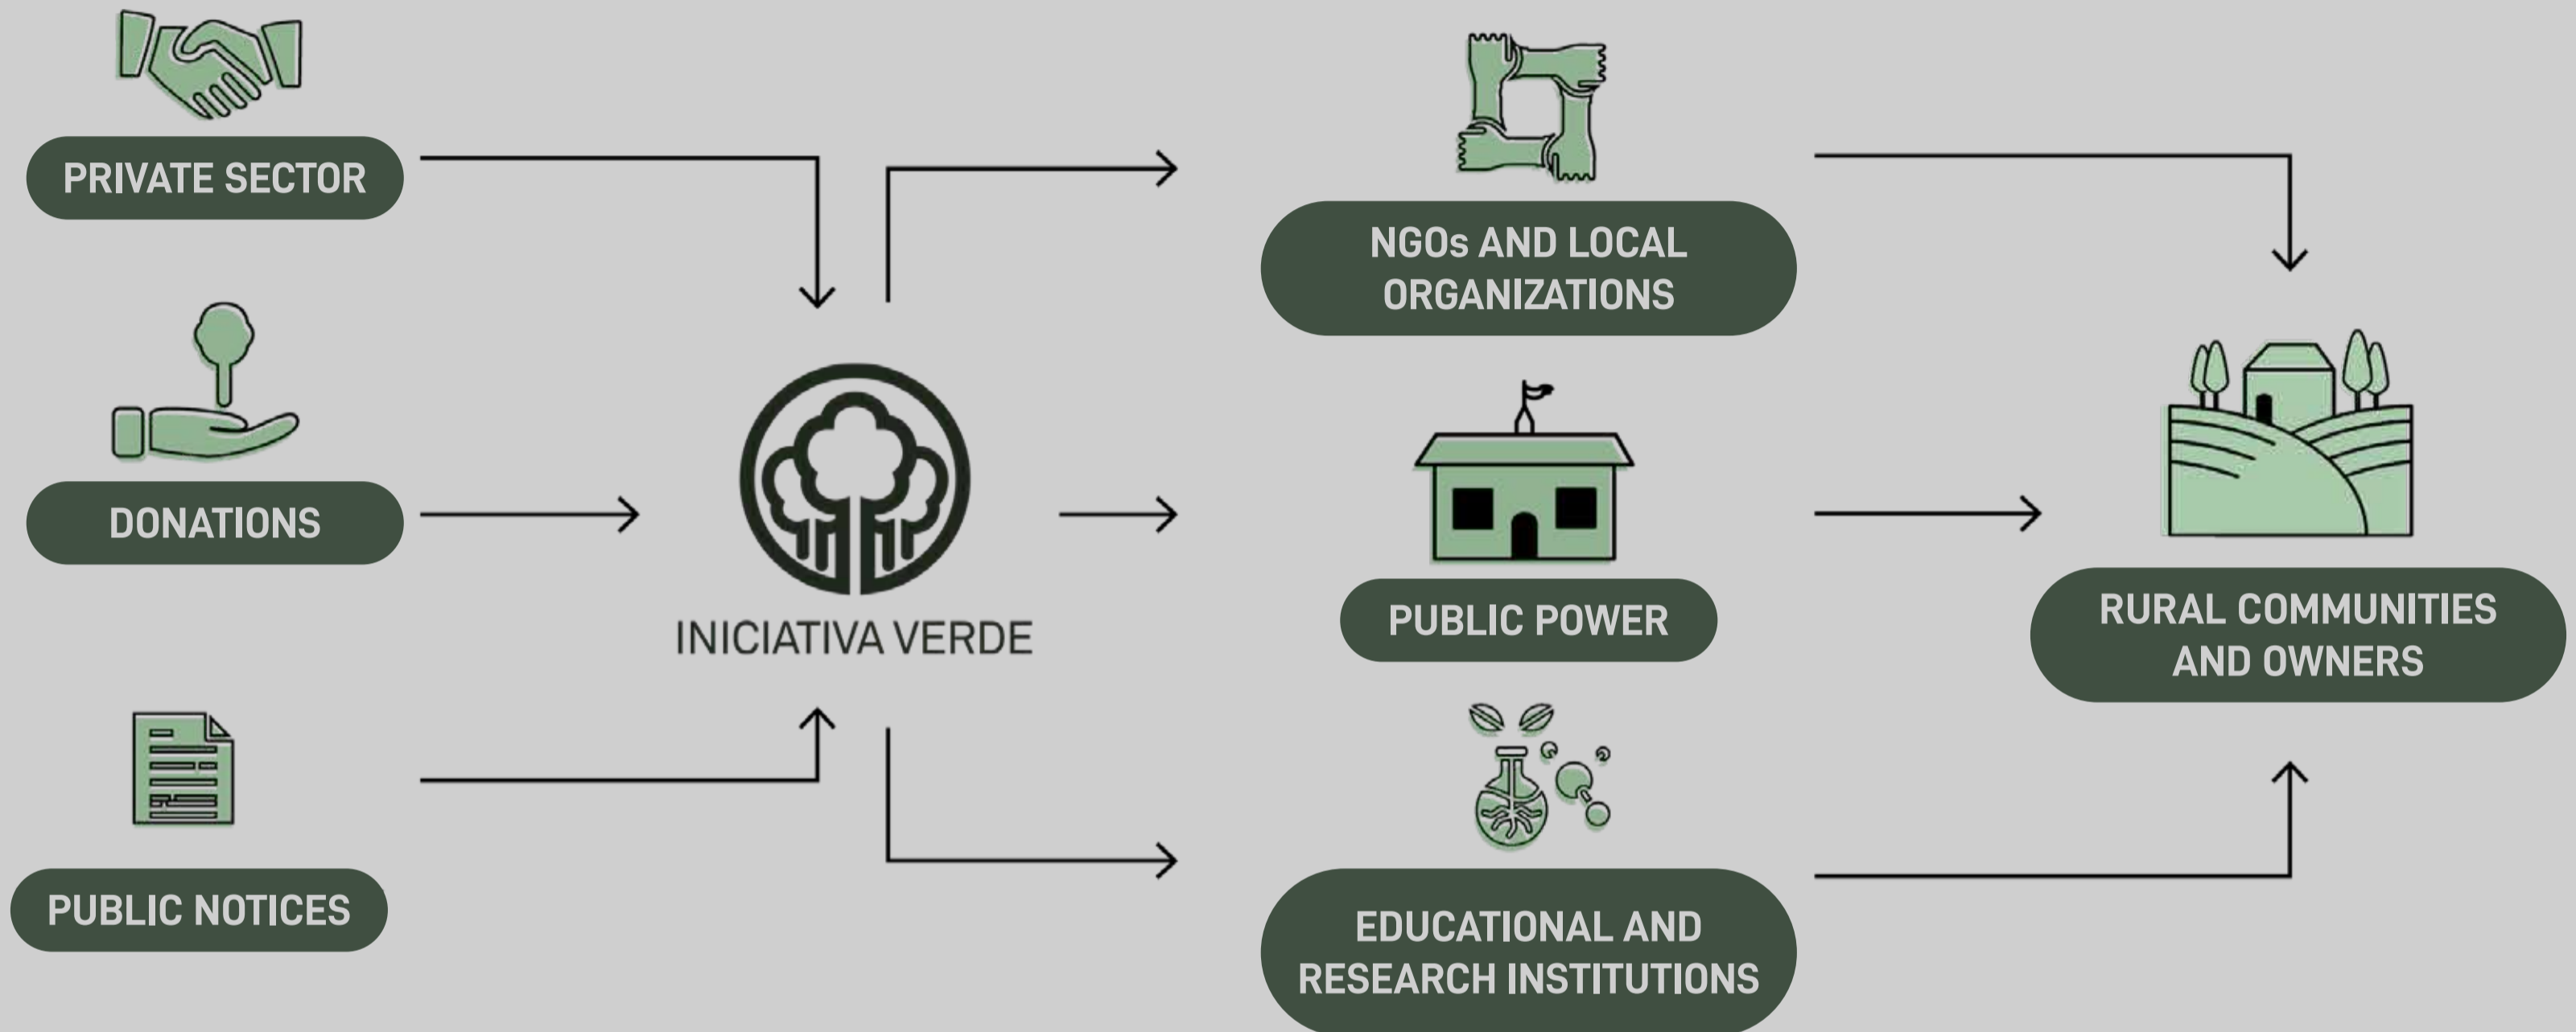 PRIVATE SECTOR
DONATIONS
PUBLIC NOTICES
INICIATIVA VERDE
NGOs AND LOCAL
ORGANIZATIONS
PUBLIC POWER
EDUCATIONAL AND
RESEARCH INSTITUTIONS
RURAL COMMUNITIES
AND OWNERS